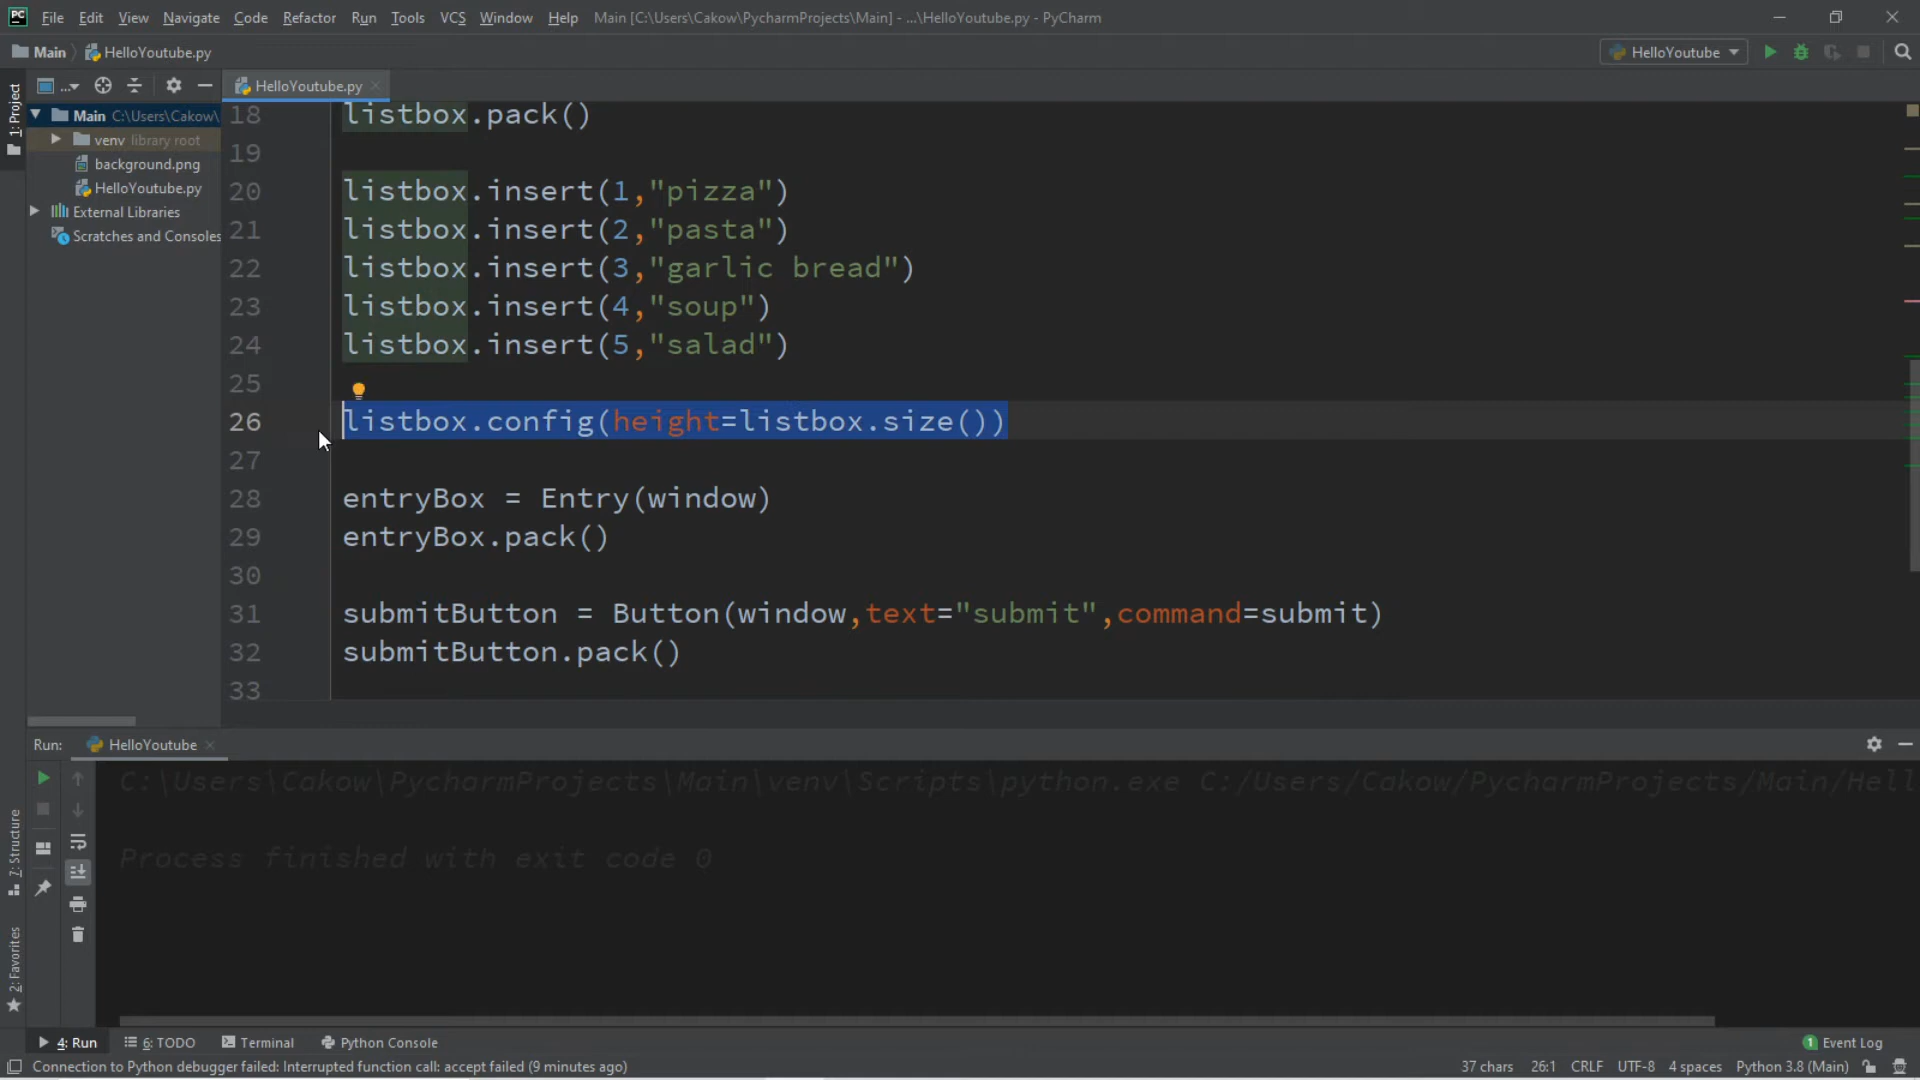 PC File Edit View Navigate Code Refactor Run Tools VCS Window Help Main [C:\Users\Cakow\PycharmProjects\Main] - ...\HelloYoutube.py - PyCharm
Main HelloYoutube.py HelloYoutube
1: Project ... HelloYoutube.py
Main C:\Users\Cakow\
venv library root
background.png
HelloYoutube.py
External Libraries
Scratches and Consoles
18 listbox.pack()
19
20 listbox.insert(1,"pizza")
21 listbox.insert(2,"pasta")
22 listbox.insert(3,"garlic bread")
23 listbox.insert(4,"soup")
24 listbox.insert(5,"salad")
25
26 listbox.config(height=listbox.size())
27
28 entryBox = Entry(window)
29 entryBox.pack()
30
31 submitButton = Button(window,text="submit",command=submit)
32 submitButton.pack()
33
Run: HelloYoutube
C:\Users\Cakow\PycharmProjects\Main\venv\Scripts\python.exe C:/Users/Cakow/PycharmProjects/Main/Hell
Process finished with exit code 0
7: Structure
2: Favorites
4: Run 6: TODO Terminal Python Console 1 Event Log
Connection to Python debugger failed: Interrupted function call: accept failed (9 minutes ago) 37 chars 26:1 CRLF UTF-8 4 spaces Python 3.8 (Main)